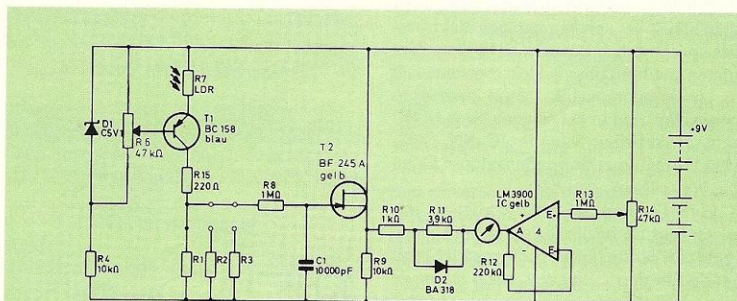 R7
LDR
D1
C5V1
R5
47kΩ
T1
BC 158
blau
R15
220Ω
R8
1MΩ
T2
BF 245 A
gelb
R10
1kΩ
R11
3,9kΩ
LM3900
IC gelb
R13
1MΩ
R14
47kΩ
+9V
+
A
4
E+
E-
-
R4
10kΩ
R1
R2
R3
C1
10000pF
R9
10kΩ
D2
BA 318
R12
220kΩ
-